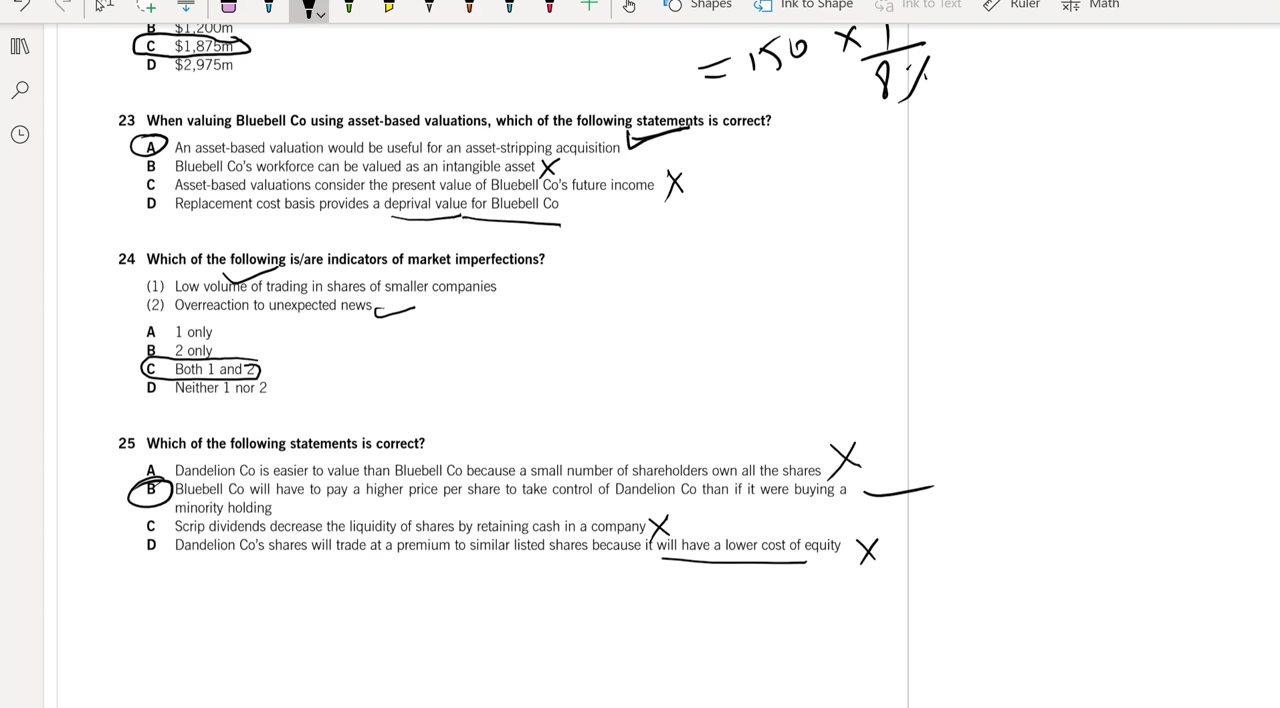 Shapes Ink to Shape Ink to Text Ruler Math
B $1,200m
C $1,875m
D $2,975m
= 150 × 1
8%
23 When valuing Bluebell Co using asset-based valuations, which of the following statements is correct?
A An asset-based valuation would be useful for an asset-stripping acquisition
B Bluebell Co's workforce can be valued as an intangible asset
C Asset-based valuations consider the present value of Bluebell Co's future income
D Replacement cost basis provides a deprival value for Bluebell Co
24 Which of the following is/are indicators of market imperfections?
(1) Low volume of trading in shares of smaller companies
(2) Overreaction to unexpected news
A 1 only
B 2 only
C Both 1 and 2
D Neither 1 nor 2
25 Which of the following statements is correct?
A Dandelion Co is easier to value than Bluebell Co because a small number of shareholders own all the shares
B Bluebell Co will have to pay a higher price per share to take control of Dandelion Co than if it were buying a
minority holding
C Scrip dividends decrease the liquidity of shares by retaining cash in a company
D Dandelion Co's shares will trade at a premium to similar listed shares because it will have a lower cost of equity